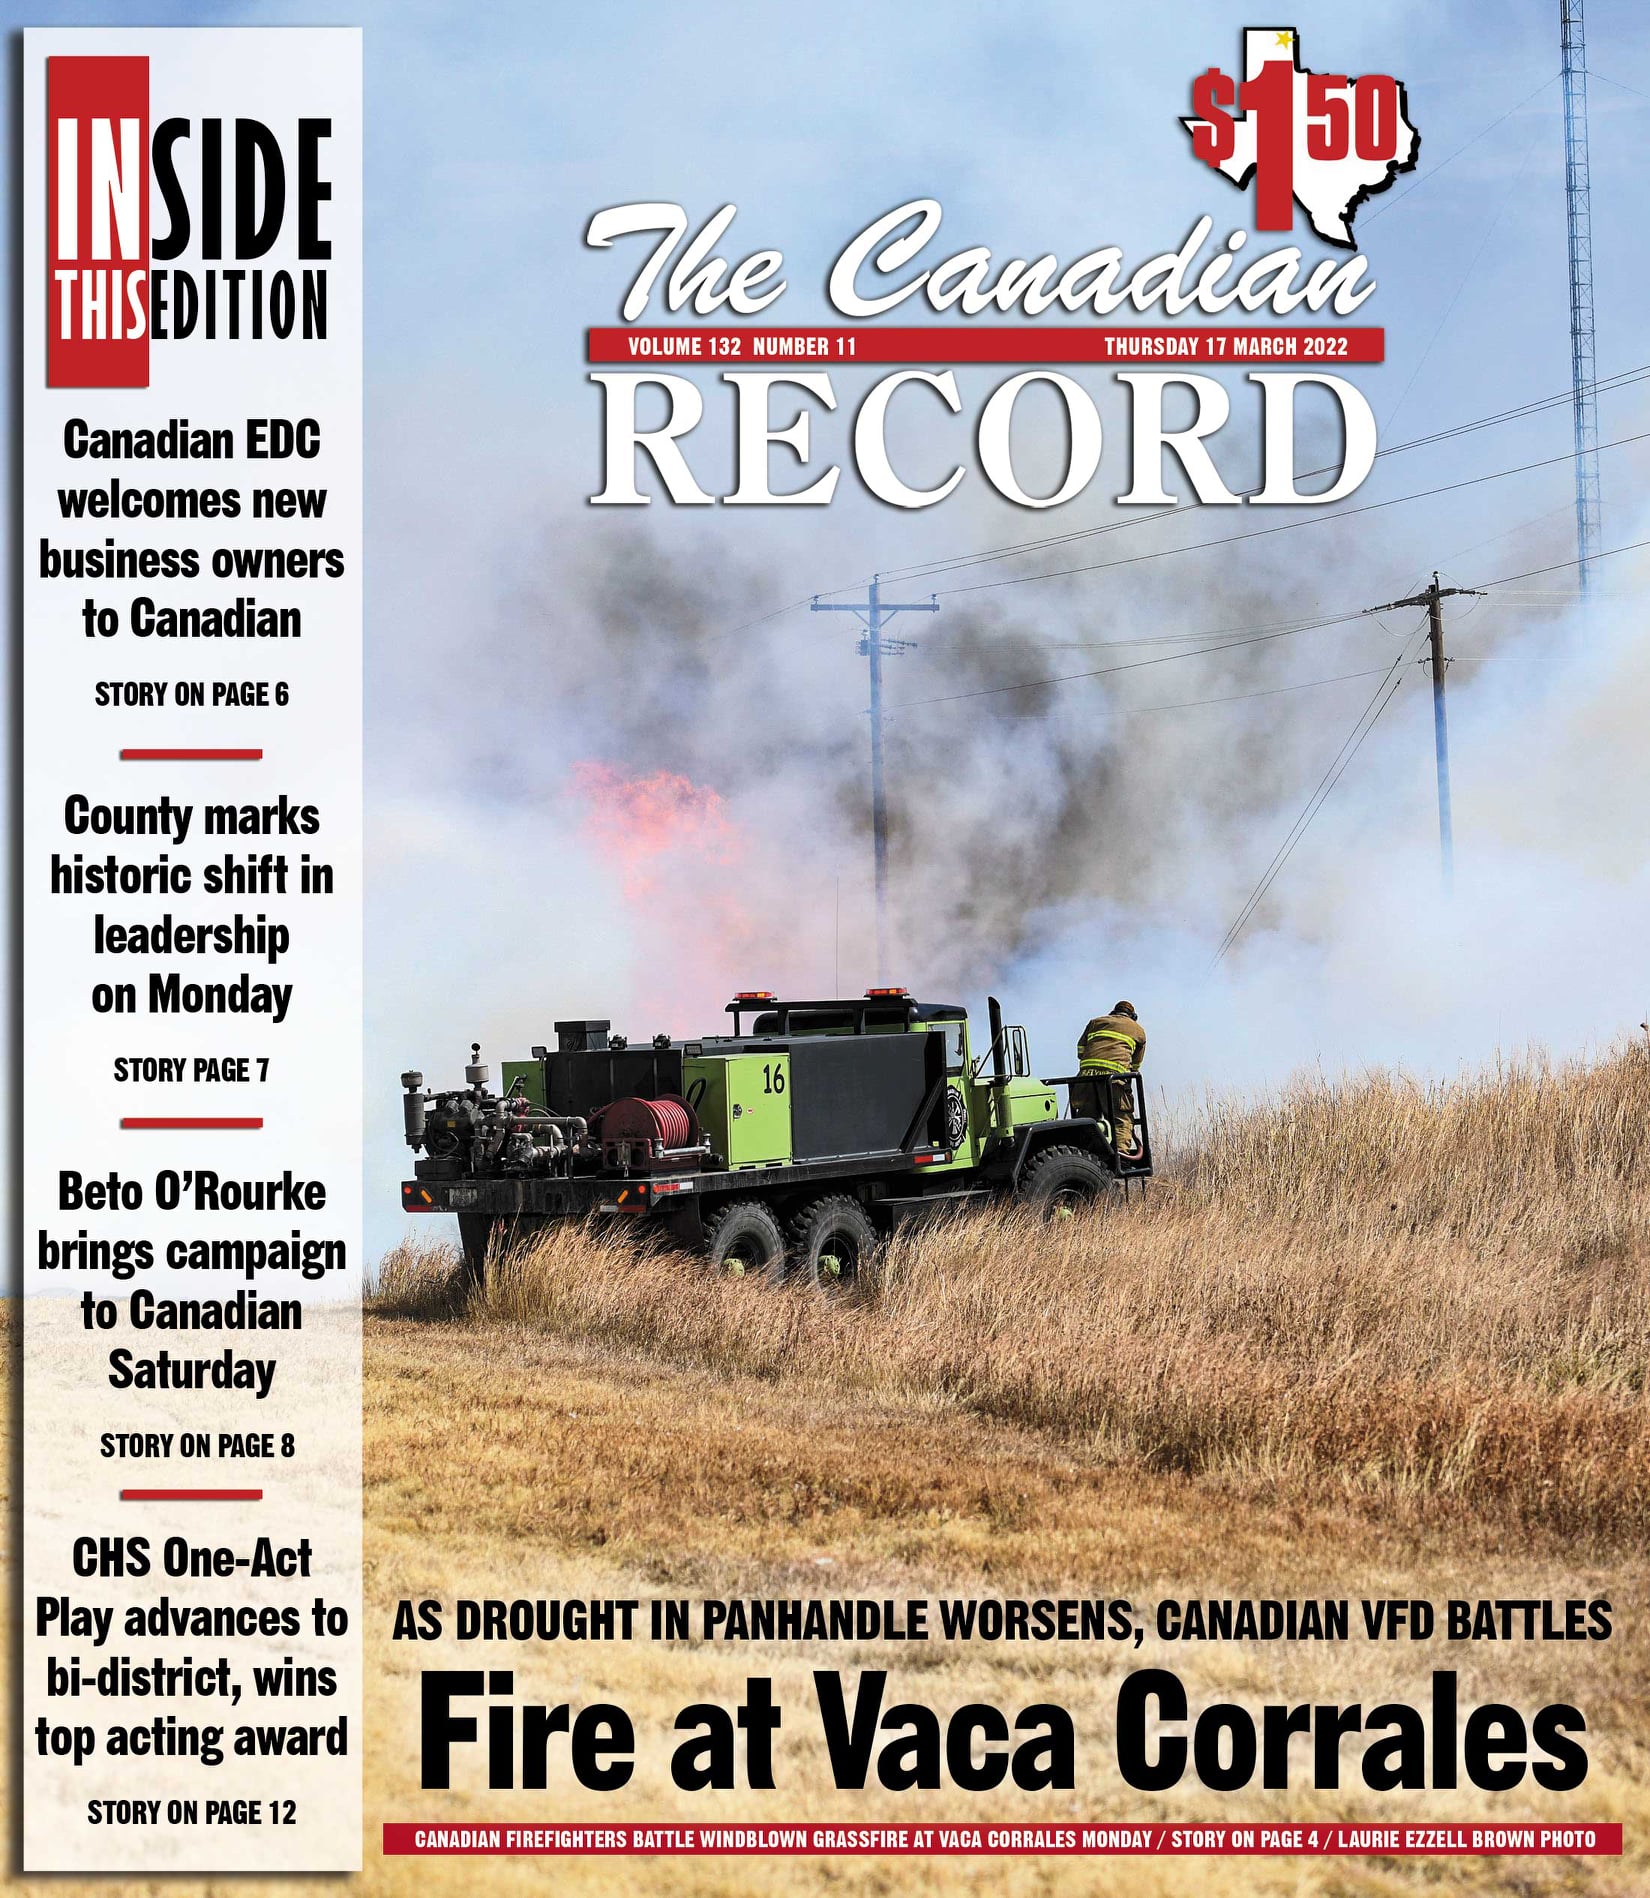 INSIDE
THIS EDITION
Canadian EDC
welcomes new
business owners
to Canadian
STORY ON PAGE 6
County marks
historic shift in
leadership
on Monday
STORY PAGE 7
Beto O’Rourke
brings campaign
to Canadian
Saturday
STORY ON PAGE 8
CHS One-Act
Play advances to
bi-district, wins
top acting award
STORY ON PAGE 12
$150
The Canadian
VOLUME 132 NUMBER 11 THURSDAY 17 MARCH 2022
RECORD
16
AS DROUGHT IN PANHANDLE WORSENS, CANADIAN VFD BATTLES
Fire at Vaca Corrales
CANADIAN FIREFIGHTERS BATTLE WINDBLOWN GRASSFIRE AT VACA CORRALES MONDAY / STORY ON PAGE 4 / LAURIE EZZELL BROWN PHOTO